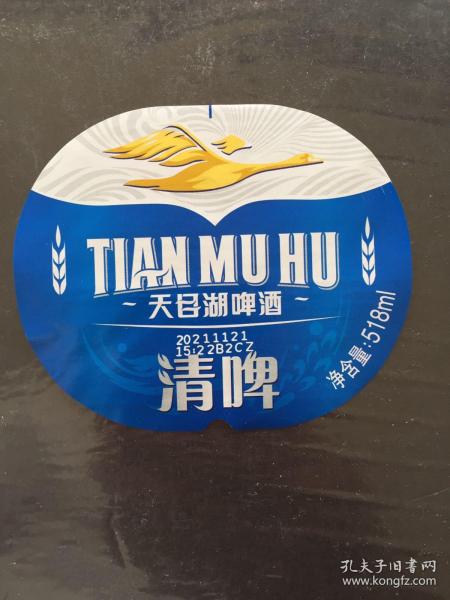 TIAN MU HU
~ 天目湖啤酒 ~
20211121
15:22B2CZ
清啤
净含量:518ml
孔夫子旧书网
www.kongfz.com